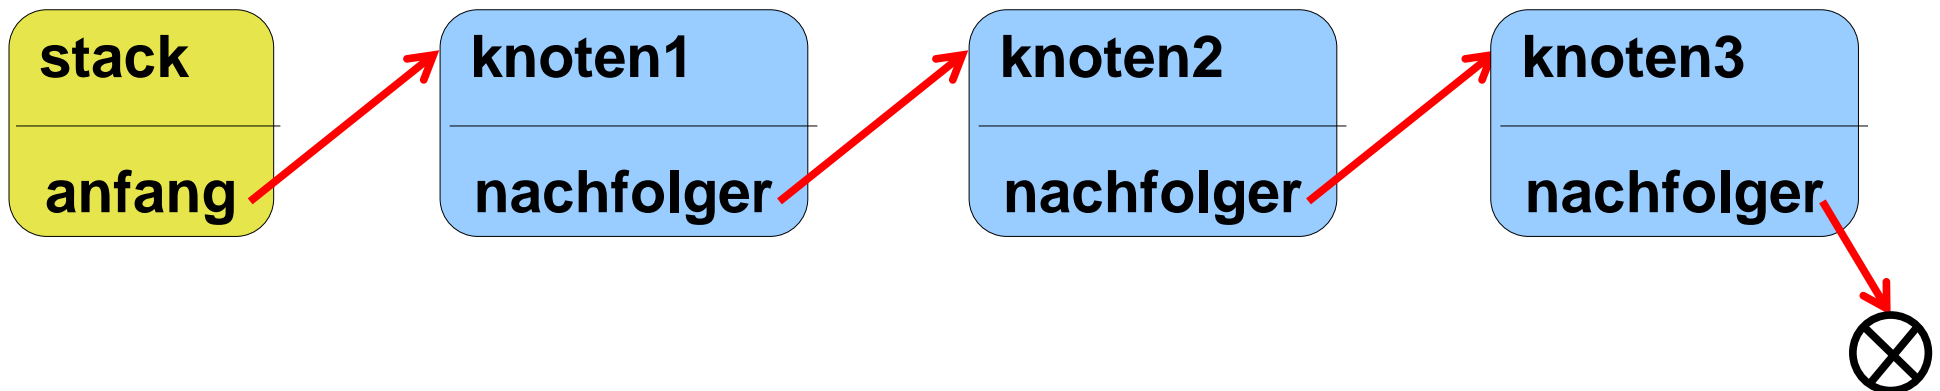 stack
anfang
knoten1
nachfolger
knoten2
nachfolger
knoten3
nachfolger